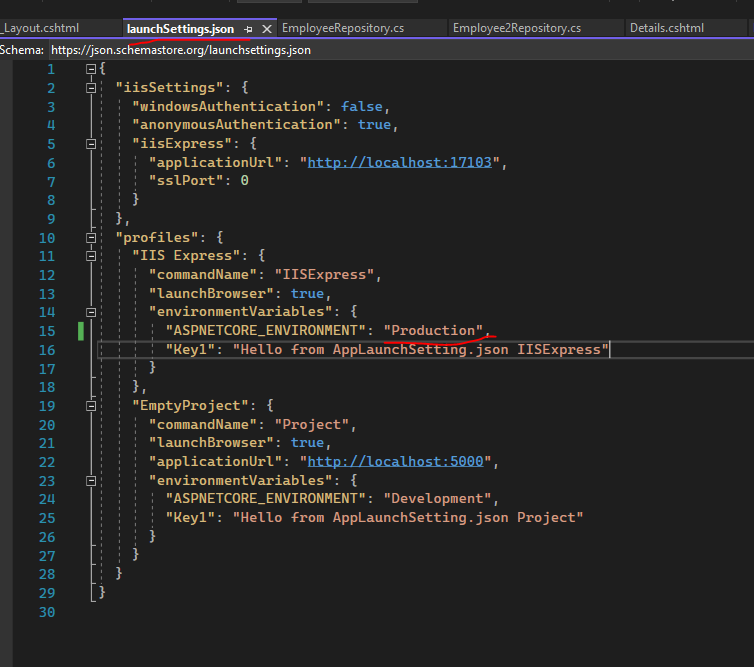 _Layout.cshtml launchSettings.json EmployeeRepository.cs Employee2Repository.cs Details.cshtml
Schema: https://json.schemastore.org/launchsettings.json
1 {
2 "iisSettings": {
3 "windowsAuthentication": false,
4 "anonymousAuthentication": true,
5 "iisExpress": {
6 "applicationUrl": "http://localhost:17103",
7 "sslPort": 0
8 }
9 },
10 "profiles": {
11 "IIS Express": {
12 "commandName": "IISExpress",
13 "launchBrowser": true,
14 "environmentVariables": {
15 "ASPNETCORE_ENVIRONMENT": "Production",
16 "Key1": "Hello from AppLaunchSetting.json IISExpress"
17 }
18 },
19 "EmptyProject": {
20 "commandName": "Project",
21 "launchBrowser": true,
22 "applicationUrl": "http://localhost:5000",
23 "environmentVariables": {
24 "ASPNETCORE_ENVIRONMENT": "Development",
25 "Key1": "Hello from AppLaunchSetting.json Project"
26 }
27 }
28 }
29 }
30